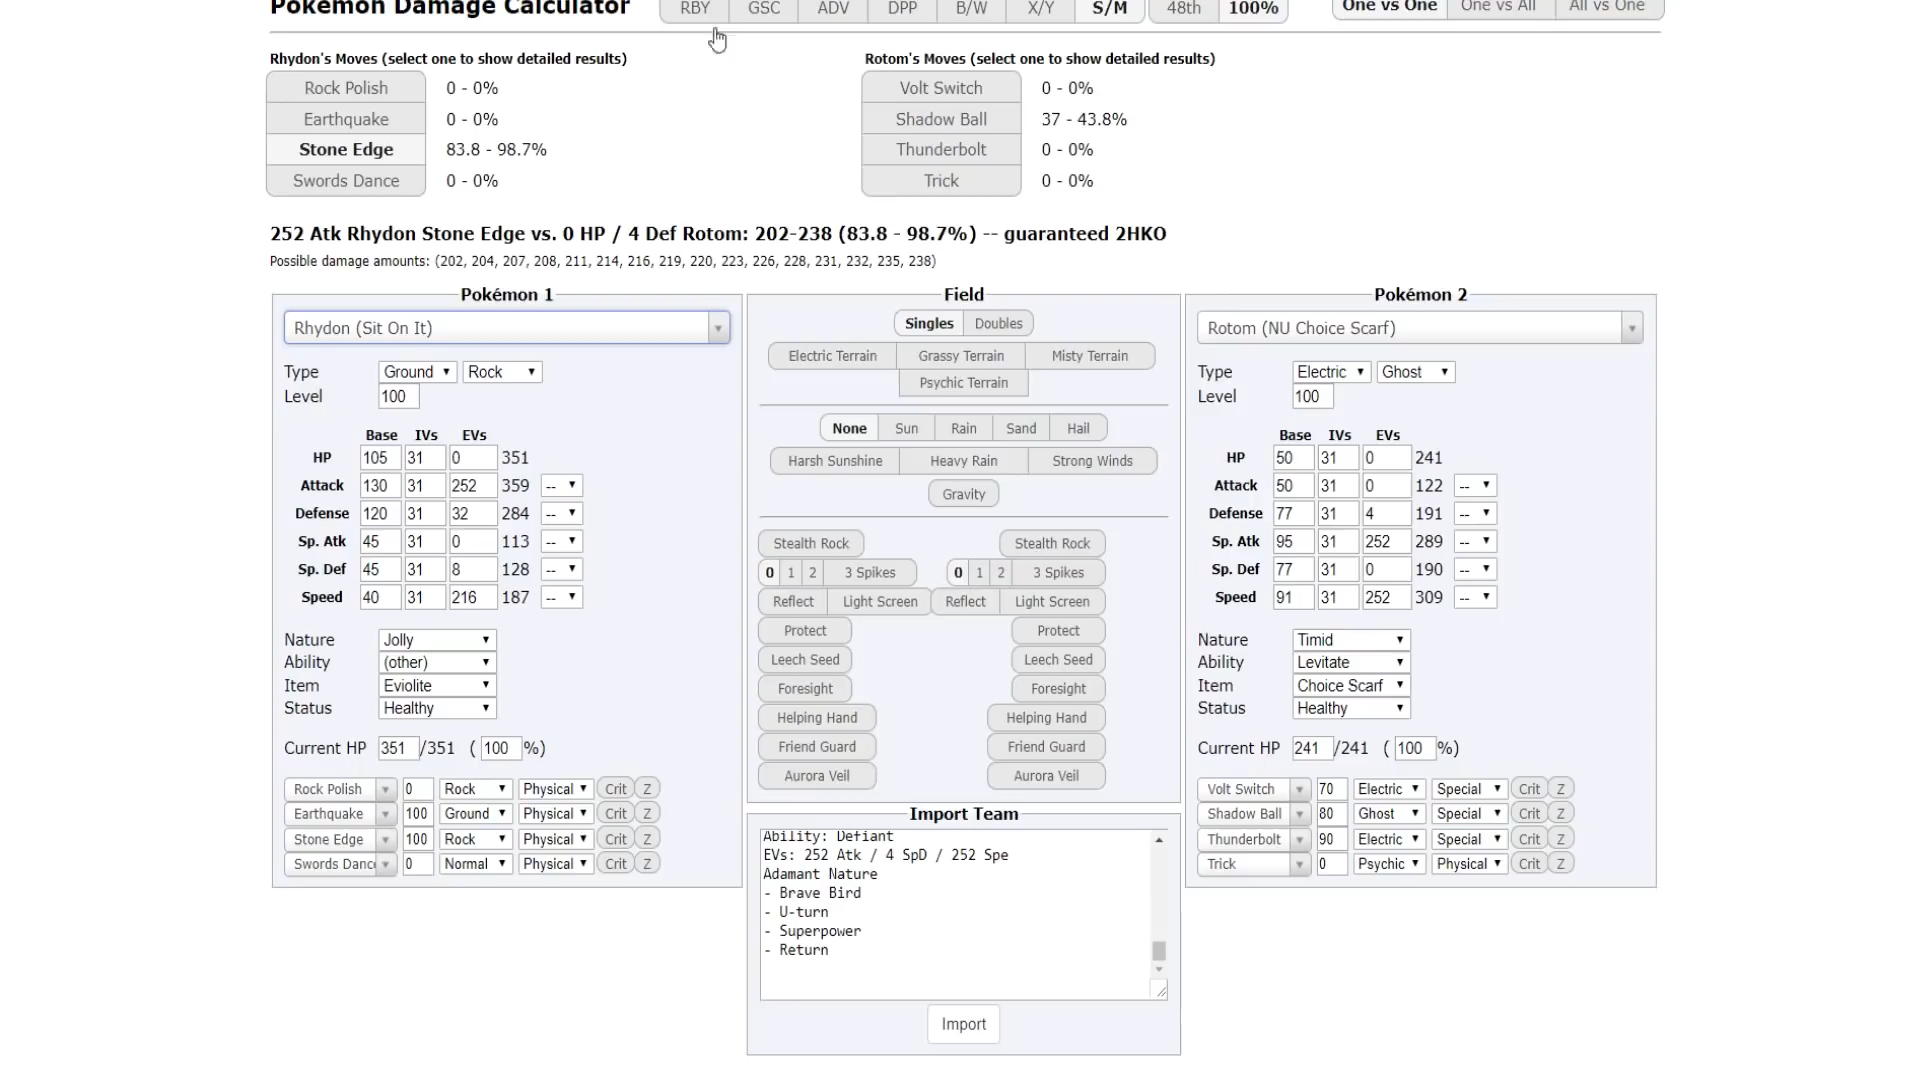 Pokémon Damage Calculator RBY GSC ADV DPP B/W X/Y S/M 48th 100% One vs One One vs All All vs One
Rhydon's Moves (select one to show detailed results)
Rock Polish 0 - 0%
Earthquake 0 - 0%
Stone Edge 83.8 - 98.7%
Swords Dance 0 - 0%
Rotom's Moves (select one to show detailed results)
Volt Switch 0 - 0%
Shadow Ball 37 - 43.8%
Thunderbolt 0 - 0%
Trick 0 - 0%
252 Atk Rhydon Stone Edge vs. 0 HP / 4 Def Rotom: 202-238 (83.8 - 98.7%) -- guaranteed 2HKO
Possible damage amounts: (202, 204, 207, 208, 211, 214, 216, 219, 220, 223, 226, 228, 231, 232, 235, 238)
Pokémon 1
Rhydon (Sit On It)
Type Ground Rock
Level 100
Base IVs EVs
HP 105 31 0 351
Attack 130 31 252 359 --
Defense 120 31 32 284 --
Sp. Atk 45 31 0 113 --
Sp. Def 45 31 8 128 --
Speed 40 31 216 187 --
Nature Jolly
Ability (other)
Item Eviolite
Status Healthy
Current HP 351 /351 ( 100 %)
Rock Polish 0 Rock Physical Crit Z
Earthquake 100 Ground Physical Crit Z
Stone Edge 100 Rock Physical Crit Z
Swords Danc 0 Normal Physical Crit Z
Field
Singles Doubles
Electric Terrain Grassy Terrain Misty Terrain
Psychic Terrain
None Sun Rain Sand Hail
Harsh Sunshine Heavy Rain Strong Winds
Gravity
Stealth Rock Stealth Rock
0 1 2 3 Spikes 0 1 2 3 Spikes
Reflect Light Screen Reflect Light Screen
Protect Protect
Leech Seed Leech Seed
Foresight Foresight
Helping Hand Helping Hand
Friend Guard Friend Guard
Aurora Veil Aurora Veil
Import Team
Ability: Defiant
EVs: 252 Atk / 4 SpD / 252 Spe
Adamant Nature
- Brave Bird
- U-turn
- Superpower
- Return
Import
Pokémon 2
Rotom (NU Choice Scarf)
Type Electric Ghost
Level 100
Base IVs EVs
HP 50 31 0 241
Attack 50 31 0 122 --
Defense 77 31 4 191 --
Sp. Atk 95 31 252 289 --
Sp. Def 77 31 0 190 --
Speed 91 31 252 309 --
Nature Timid
Ability Levitate
Item Choice Scarf
Status Healthy
Current HP 241 /241 ( 100 %)
Volt Switch 70 Electric Special Crit Z
Shadow Ball 80 Ghost Special Crit Z
Thunderbolt 90 Electric Special Crit Z
Trick 0 Psychic Physical Crit Z